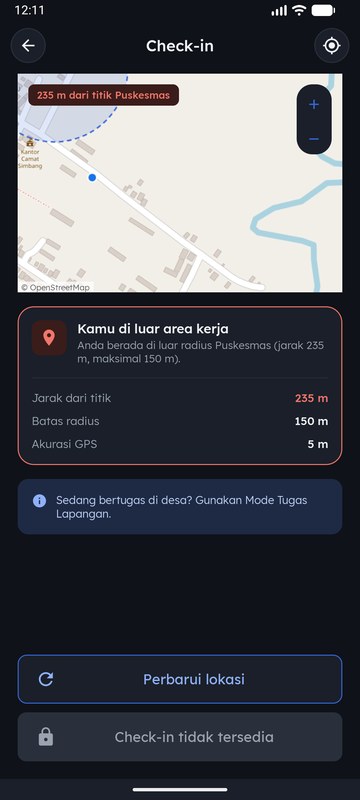 12:11
Check-in
235 m dari titik Puskesmas
+
−
Kantor
Camat
Simbang
© OpenStreetMap
Kamu di luar area kerja
Anda berada di luar radius Puskesmas (jarak 235
m, maksimal 150 m).
Jarak dari titik 235 m
Batas radius 150 m
Akurasi GPS 5 m
Sedang bertugas di desa? Gunakan Mode Tugas
Lapangan.
Perbarui lokasi
Check-in tidak tersedia